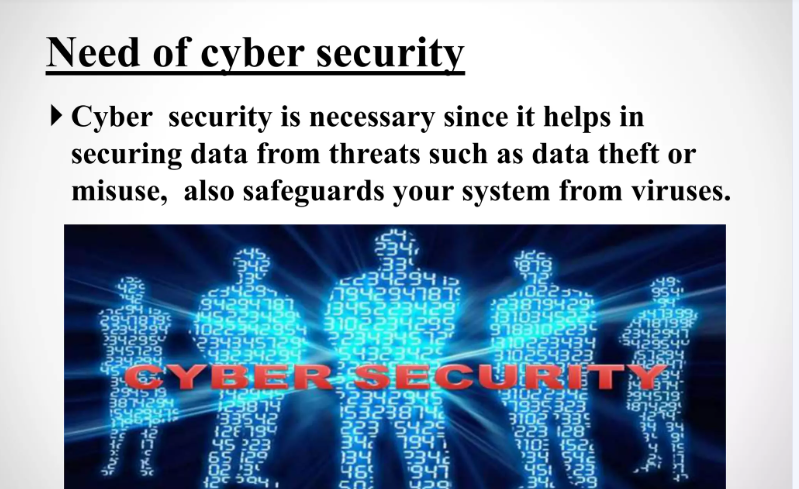 Need of cyber security
Cyber security is necessary since it helps in
securing data from threats such as data theft or
misuse, also safeguards your system from viruses.
CYBER SECURITY